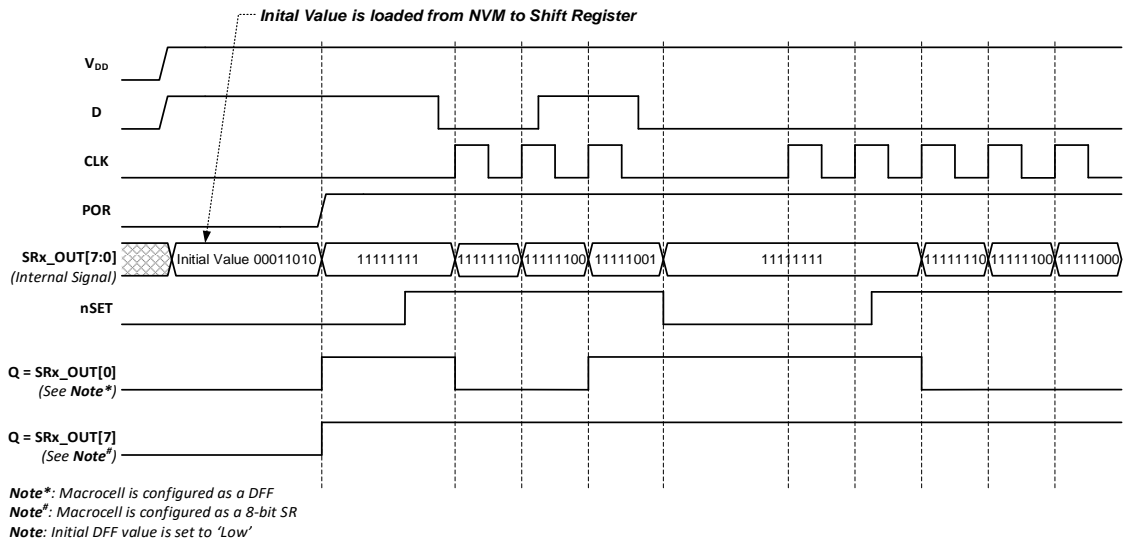 Inital Value is loaded from NVM to Shift Register
VDD
D
CLK
POR
SRx_OUT[7:0]
(Internal Signal)
Initial Value 00011010 11111111 11111110 11111100 11111001 11111111 11111110 11111100 11111000
nSET
Q = SRx_OUT[0]
(See Note*)
Q = SRx_OUT[7]
(See Note#)
Note*: Macrocell is configured as a DFF
Note#: Macrocell is configured as a 8-bit SR
Note: Initial DFF value is set to ‘Low’